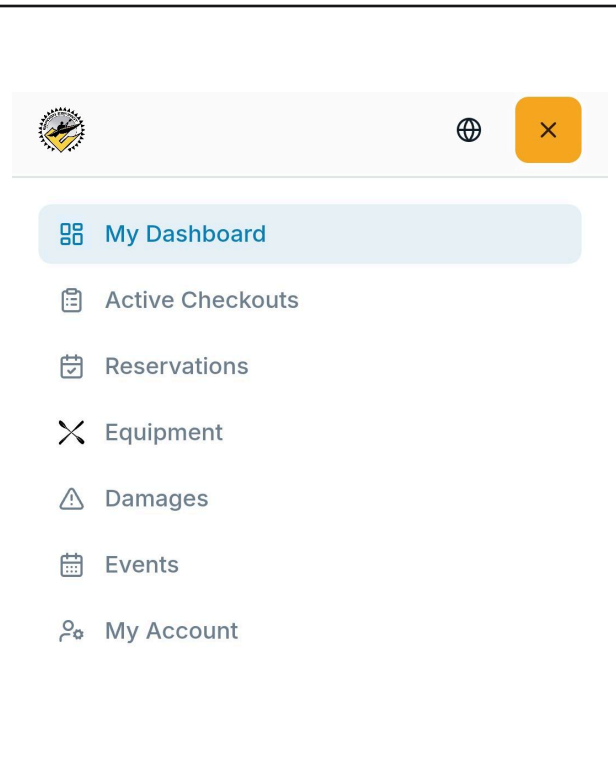 My Dashboard
Active Checkouts
Reservations
Equipment
Damages
Events
My Account